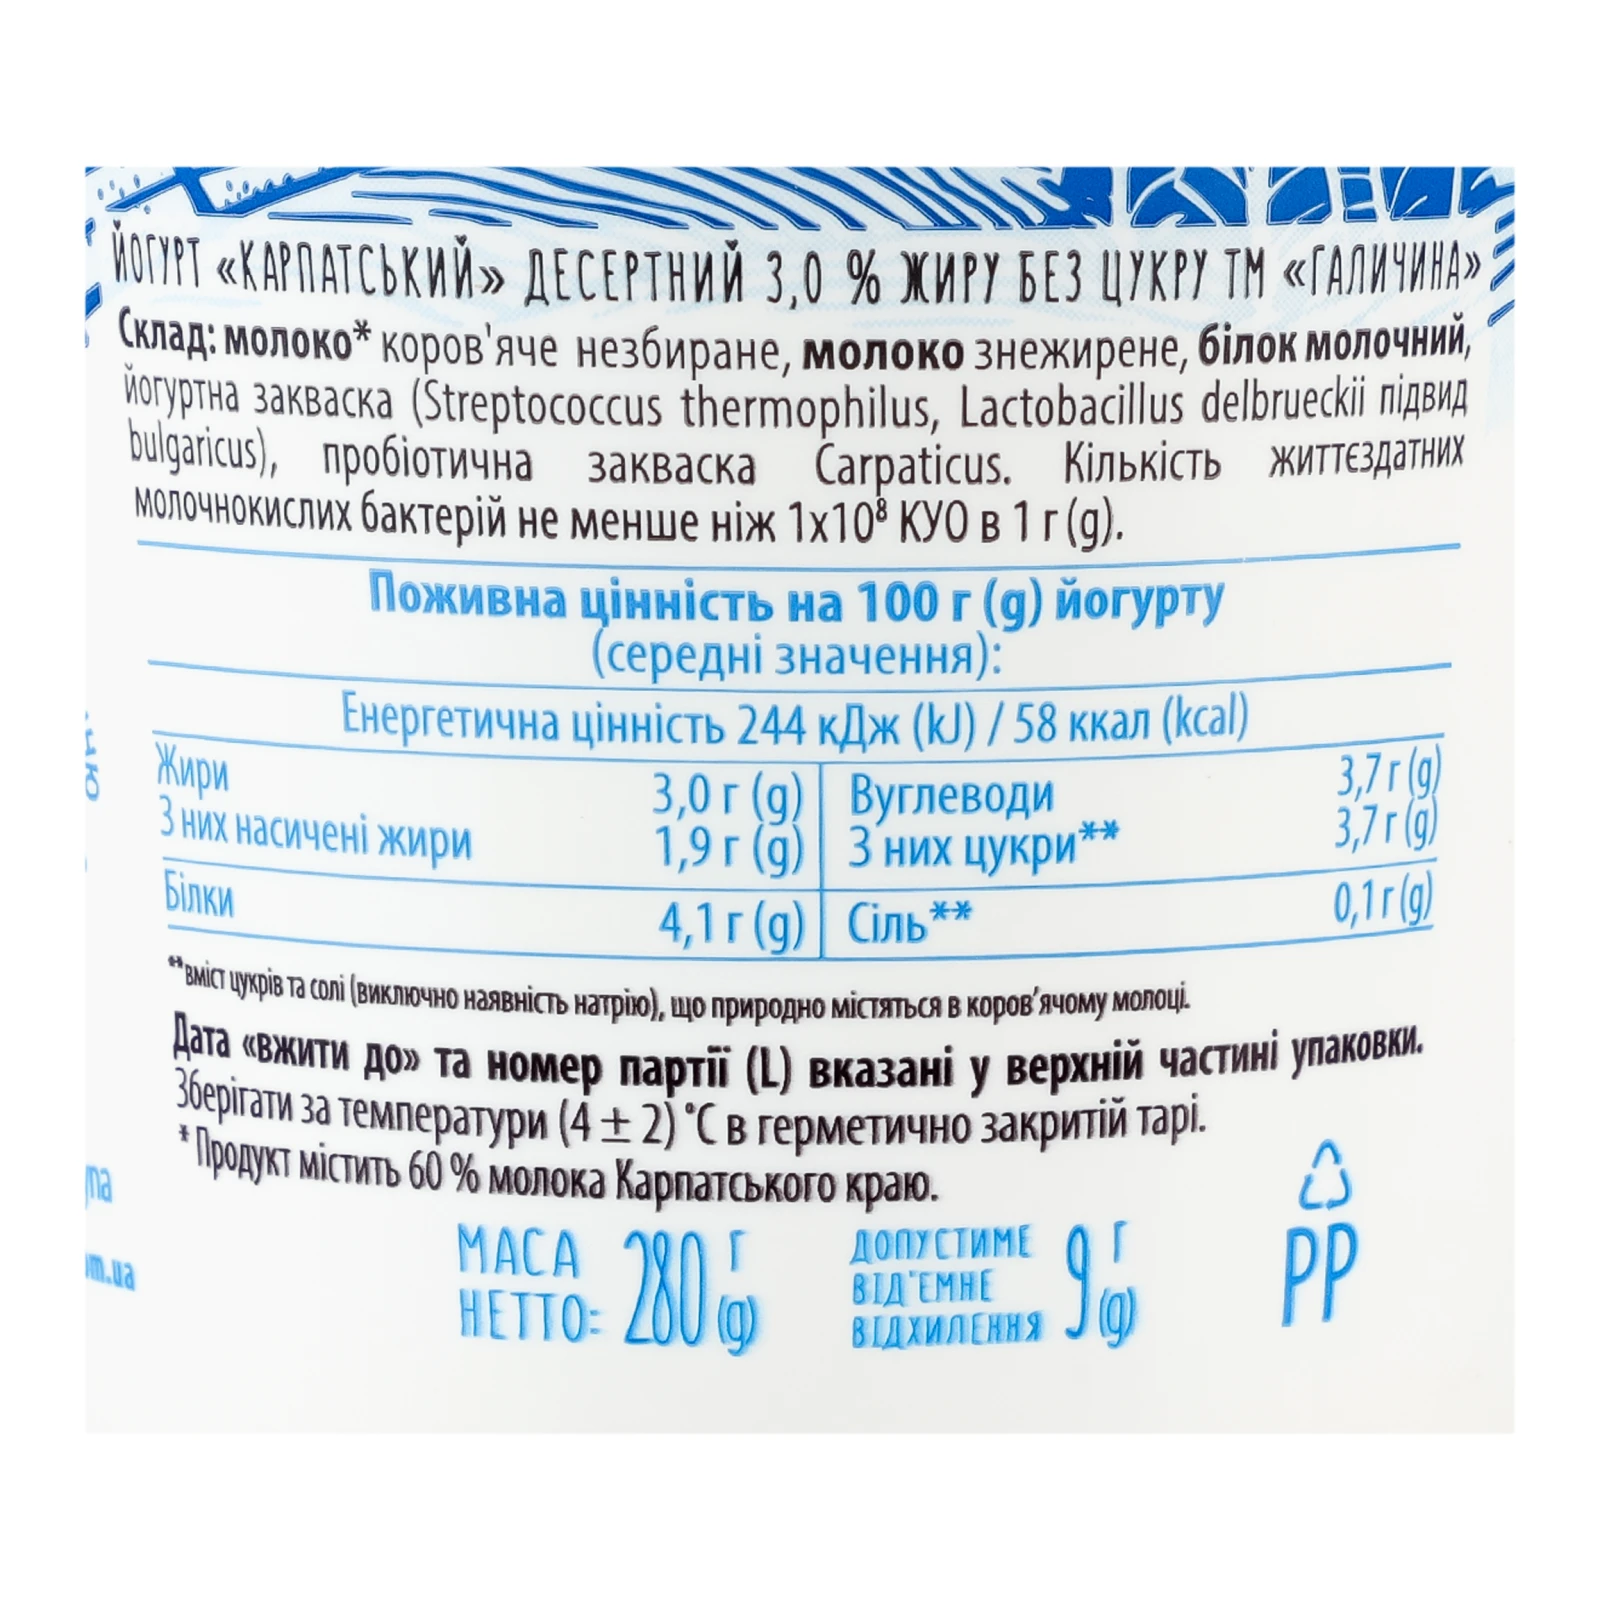 ЙОГУРТ «КАРПАТСЬКИЙ» ДЕСЕРТНИЙ 3,0 % ЖИРУ БЕЗ ЦУКРУ ТМ «ГАЛИЧИНА»
Склад: молоко* коров'яче незбиране, молоко знежирене, білок молочний,
йогуртна закваска (Streptococcus thermophilus, Lactobacillus delbrueckii підвид
bulgaricus), пробіотична закваска Carpaticus. Кількість життєздатних
молочнокислих бактерій не менше ніж 1х10⁸ КУО в 1 г (g).
Поживна цінність на 100 г (g) йогурту
(середні значення):
Енергетична цінність 244 кДж (kJ) / 58 ккал (kcal)
Жири 3,0 г (g) Вуглеводи 3,7 г (g)
З них насичені жири 1,9 г (g) З них цукри** 3,7 г (g)
Білки 4,1 г (g) Сіль** 0,1 г (g)
**вміст цукрів та солі (виключно наявність натрію), що природно містяться в коров'ячому молоці.
Дата «вжити до» та номер партії (L) вказані у верхній частині упаковки.
Зберігати за температури (4 ± 2) °С в герметично закритій тарі.
* Продукт містить 60 % молока Карпатського краю.
МАСА НЕТТО: 280 г (g)
ДОПУСТИМЕ ВІД'ЄМНЕ ВІДХИЛЕННЯ 9 г (g)
PP
m.ua